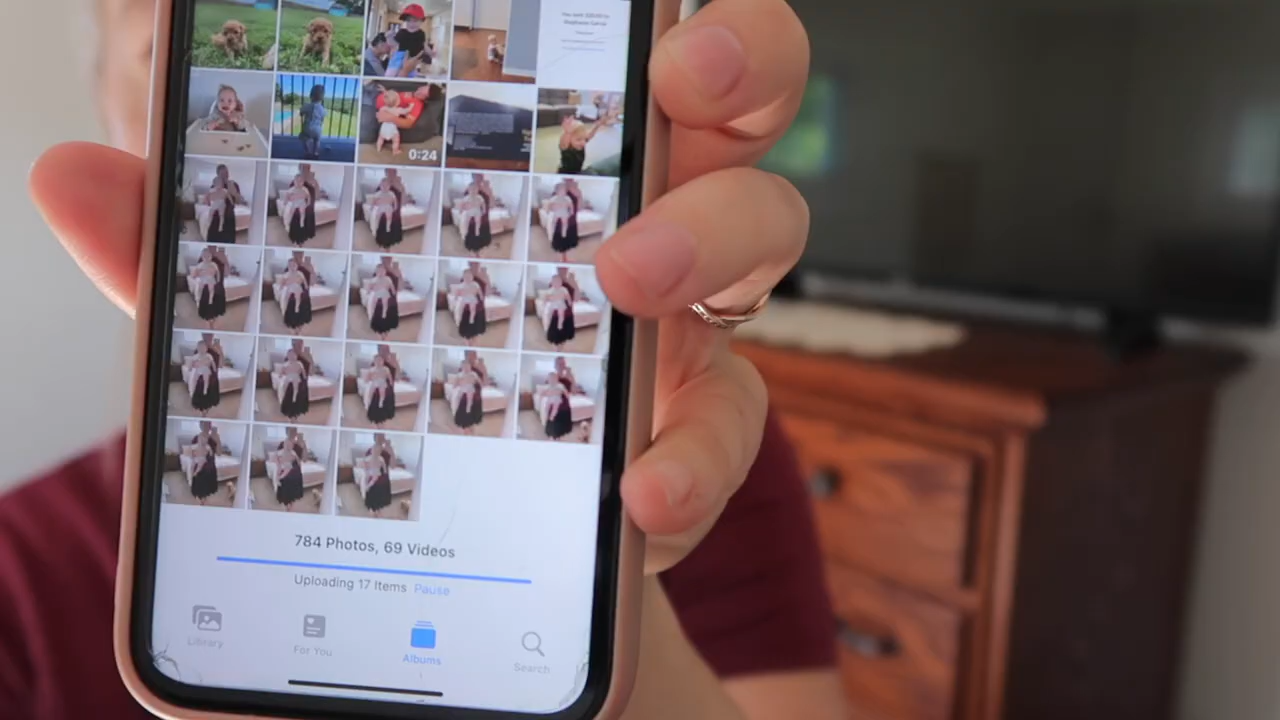 0:24
784 Photos, 69 Videos
Uploading 17 Items Pause
Library
For You
Albums
Search